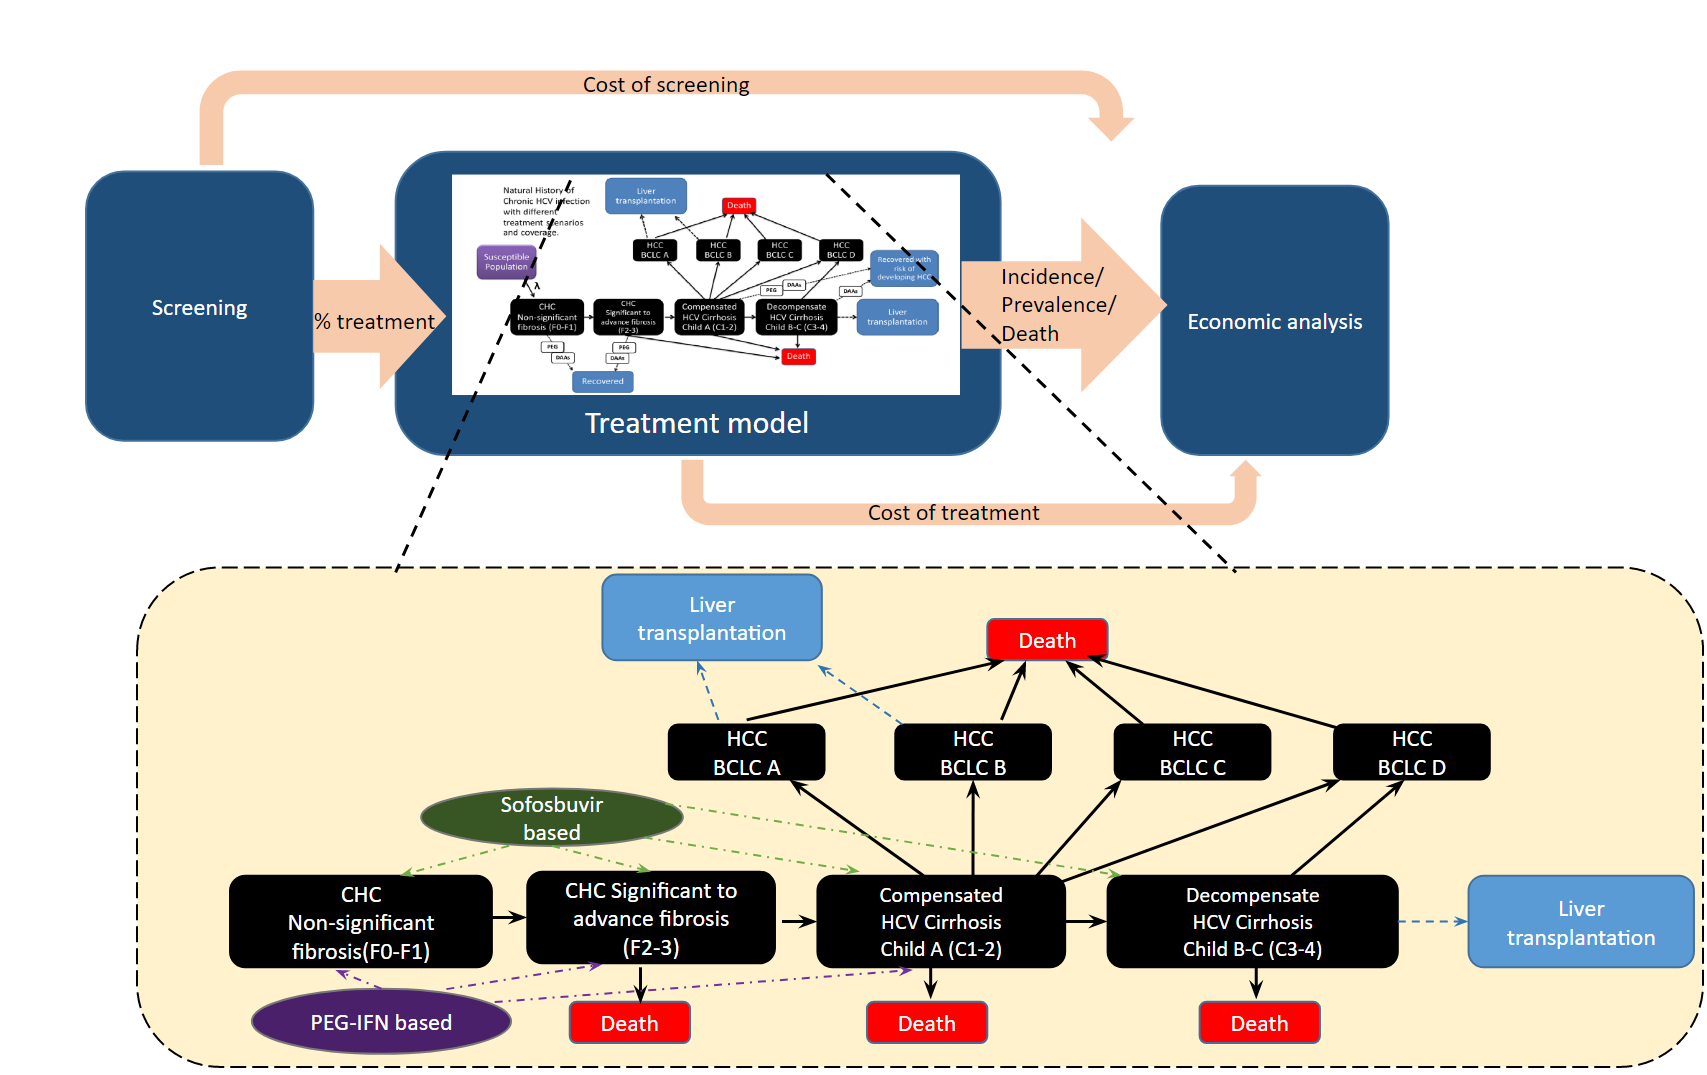 Cost of screening
Screening
% treatment
Natural History of
Chronic HCV infection
with different
treatment scenarios
and coverage.
Liver
transplantation
Death
Susceptible
Population
λ
HCC
BCLC A
HCC
BCLC B
HCC
BCLC C
HCC
BCLC D
Recovered with
risk of
developing HCC
PEG
DAAs
DAAs
CHC
Non-significant
fibrosis (F0-F1)
CHC
Significant to
advance fibrosis
(F2-3)
Compensated
HCV Cirrhosis
Child A (C1-2)
Decompensate
HCV Cirrhosis
Child B-C (C3-4)
Liver
transplantation
PEG
DAAs
PEG
DAAs
Death
Recovered
Treatment model
Incidence/
Prevalence/
Death
Economic analysis
Cost of treatment
Liver
transplantation
Death
HCC
BCLC A
HCC
BCLC B
HCC
BCLC C
HCC
BCLC D
Sofosbuvir
based
CHC
Non-significant
fibrosis(F0-F1)
CHC Significant to
advance fibrosis
(F2-3)
Compensated
HCV Cirrhosis
Child A (C1-2)
Decompensate
HCV Cirrhosis
Child B-C (C3-4)
Liver
transplantation
PEG-IFN based
Death
Death
Death